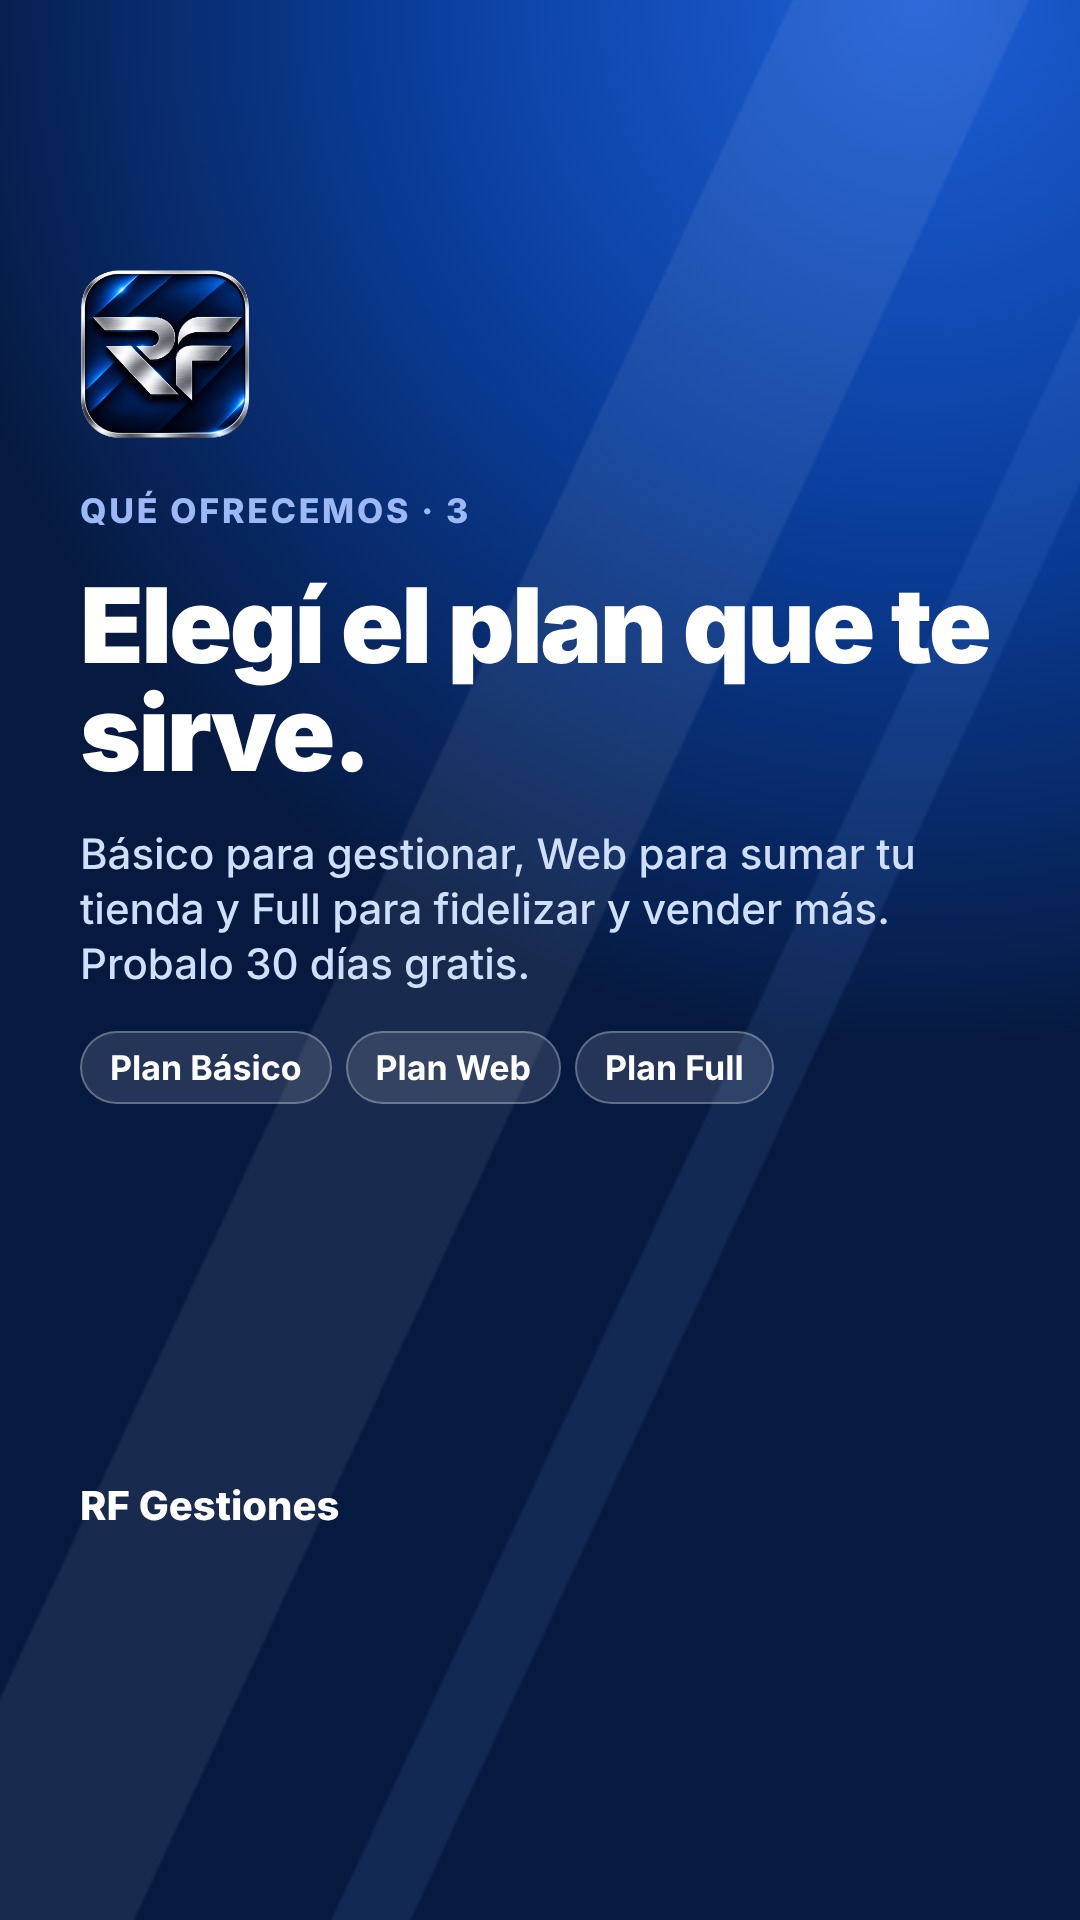 RF
QUÉ OFRECEMOS · 3
Elegí el plan que te
sirve.
Básico para gestionar, Web para sumar tu
tienda y Full para fidelizar y vender más.
Probalo 30 días gratis.
Plan Básico Plan Web Plan Full
RF Gestiones